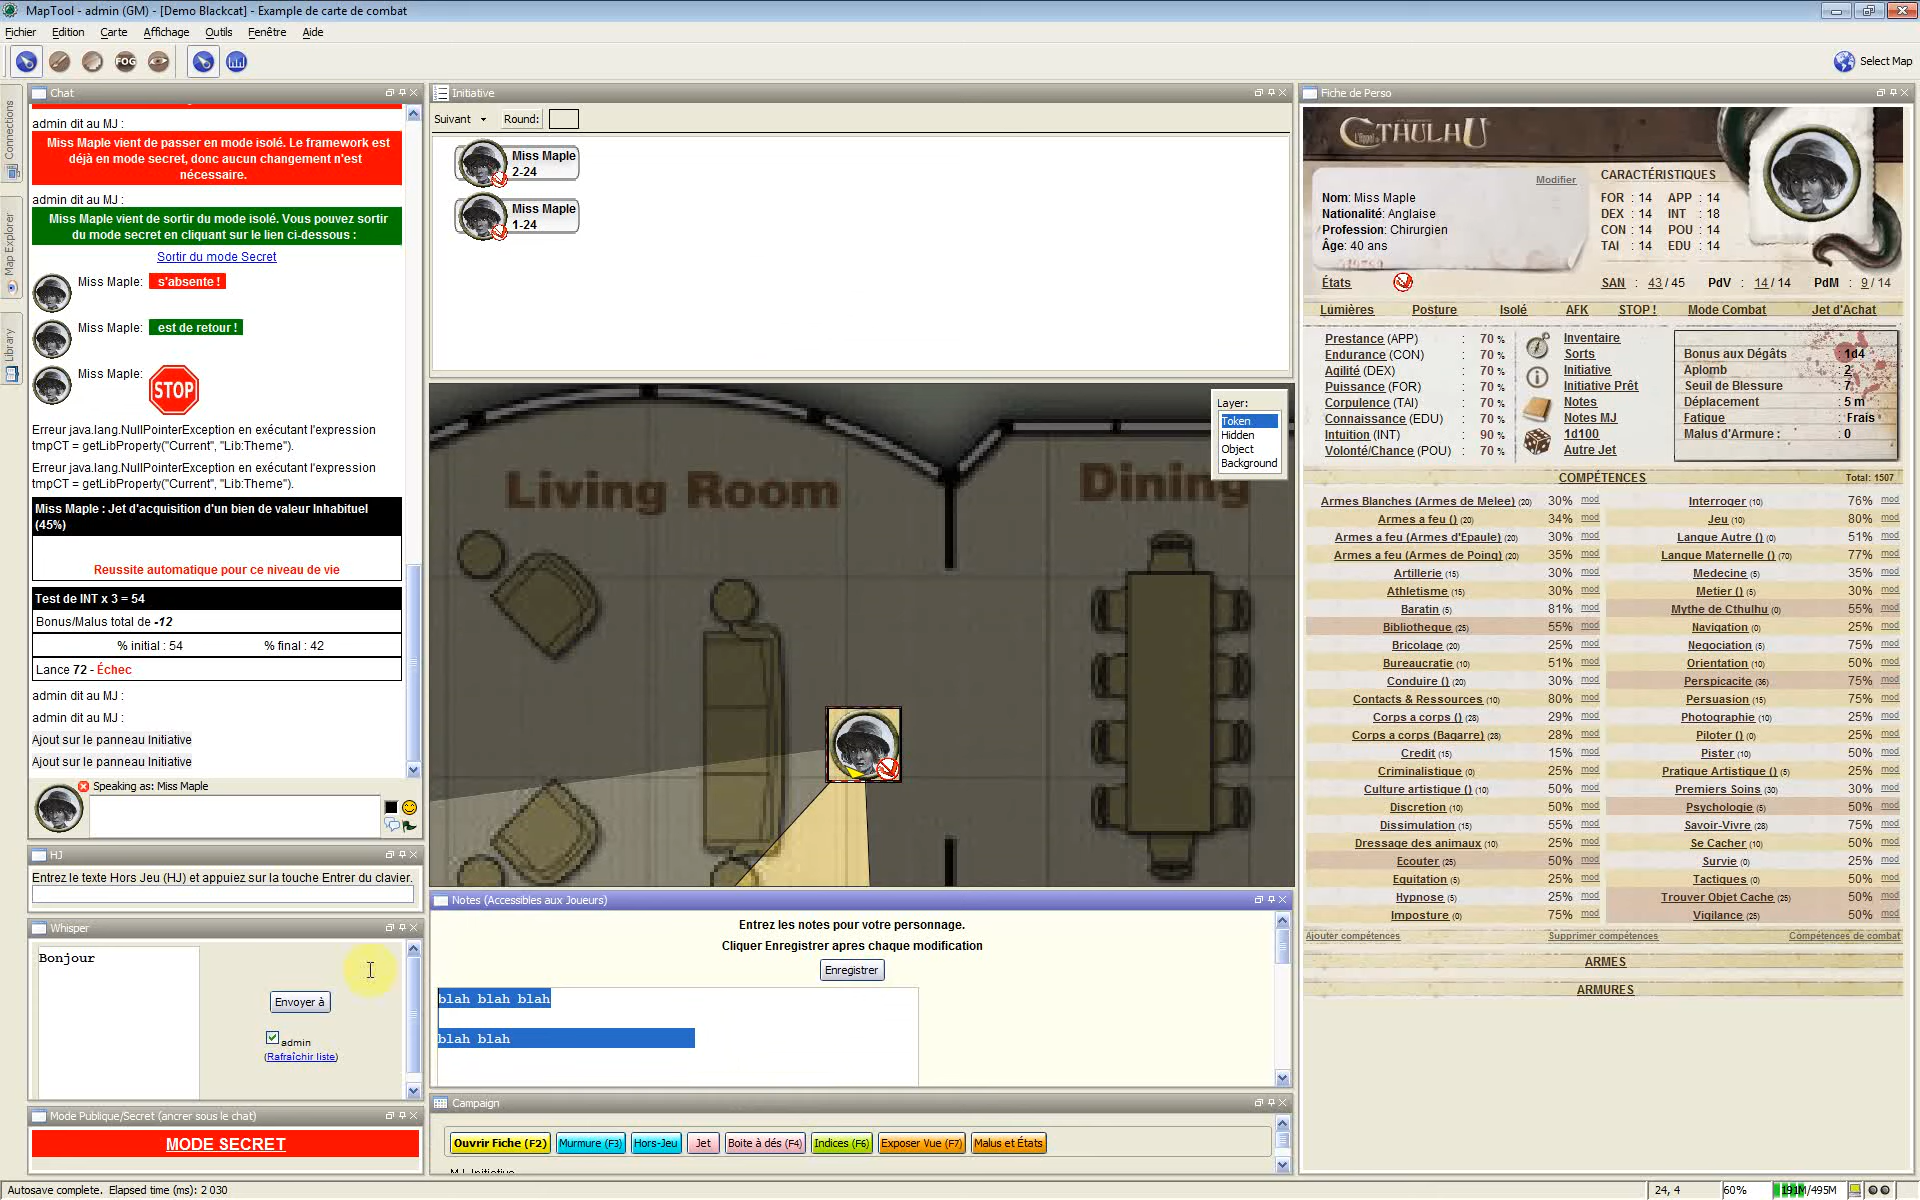 MapTool - admin (GM) - [Demo Blackcat] - Example de carte de combat
Fichier Edition Carte Affichage Outils Fenêtre Aide
FOG
Select Map
Connections
Map Explorer
Library
Chat
admin dit au MJ :
Miss Maple vient de passer en mode isolé. Le framework est
déjà en mode secret, donc aucun changement n'est
nécessaire.
admin dit au MJ :
Miss Maple vient de sortir du mode isolé. Vous pouvez sortir
du mode secret en cliquant sur le lien ci-dessous :
Sortir du mode Secret
Miss Maple: s'absente !
Miss Maple: est de retour !
Miss Maple: STOP
Erreur java.lang.NullPointerException en exécutant l'expression
tmpCT = getLibProperty("Current", "Lib:Theme").
Erreur java.lang.NullPointerException en exécutant l'expression
tmpCT = getLibProperty("Current", "Lib:Theme").
Miss Maple : Jet d'acquisition d'un bien de valeur Inhabituel
(45%)
Reussite automatique pour ce niveau de vie
Test de INT x 3 = 54
Bonus/Malus total de -12
% initial : 54 % final : 42
Lance 72 - Échec
admin dit au MJ :
admin dit au MJ :
Ajout sur le panneau Initiative
Ajout sur le panneau Initiative
Speaking as: Miss Maple
HJ
Entrez le texte Hors Jeu (HJ) et appuiez sur la touche Entrer du clavier.
Whisper
Bonjour
Envoyer à
admin
(Rafraîchir liste)
Mode Publique/Secret (ancrer sous le chat)
MODE SECRET
Initiative
Suivant Round:
Miss Maple
2-24
Miss Maple
1-24
Layer:
Token
Hidden
Object
Background
Living Room
Dining
Notes (Accessibles aux Joueurs)
Entrez les notes pour votre personnage.
Cliquer Enregistrer apres chaque modification
Enregistrer
blah blah blah
blah blah
Campaign
Ouvrir Fiche (F2) Murmure (F3) Hors-Jeu Jet Boite à dés (F4) Indices (F6) Exposer Vue (F7) Malus et États
Fiche de Perso
CTHULHU
Modifier
Nom: Miss Maple
Nationalité: Anglaise
Profession: Chirurgien
Âge: 40 ans
CARACTÉRISTIQUES
FOR : 14 APP : 14
DEX : 14 INT : 18
CON : 14 POU : 14
TAI : 14 EDU : 14
États
SAN : 43 / 45 PdV : 14 / 14 PdM : 9 / 14
Lumières Posture Isolé AFK STOP ! Mode Combat Jet d'Achat
Prestance (APP) : 70 %
Endurance (CON) : 70 %
Agilité (DEX) : 70 %
Puissance (FOR) : 70 %
Corpulence (TAI) : 70 %
Connaissance (EDU) : 70 %
Intuition (INT) : 90 %
Volonté/Chance (POU) : 70 %
Inventaire
Sorts
Initiative
Initiative Prêt
Notes
Notes MJ
1d100
Autre Jet
Bonus aux Dégâts : 1d4
Aplomb : 2
Seuil de Blessure : 7
Déplacement : 5 m
Fatigue : Frais
Malus d'Armure : : 0
COMPÉTENCES Total: 1507
Armes Blanches (Armes de Melee) (20) 30% mod Interroger (10) 76% mod
Armes a feu () (20) 34% mod Jeu (10) 80% mod
Armes a feu (Armes d'Epaule) (20) 30% mod Langue Autre () (0) 51% mod
Armes a feu (Armes de Poing) (20) 35% mod Langue Maternelle () (70) 77% mod
Artillerie (15) 30% mod Medecine (5) 35% mod
Athletisme (15) 30% mod Metier () (5) 30% mod
Baratin (5) 81% mod Mythe de Cthulhu (0) 55% mod
Bibliotheque (25) 55% mod Navigation (0) 25% mod
Bricolage (20) 25% mod Negociation (5) 75% mod
Bureaucratie (10) 51% mod Orientation (10) 50% mod
Conduire () (20) 30% mod Perspicacite (36) 75% mod
Contacts & Ressources (10) 80% mod Persuasion (15) 75% mod
Corps a corps () (28) 29% mod Photographie (10) 25% mod
Corps a corps (Bagarre) (28) 28% mod Piloter () (0) 25% mod
Credit (15) 15% mod Pister (10) 50% mod
Criminalistique (0) 25% mod Pratique Artistique () (5) 25% mod
Culture artistique () (10) 50% mod Premiers Soins (30) 30% mod
Discretion (10) 50% mod Psychologie (5) 50% mod
Dissimulation (15) 55% mod Savoir-Vivre (28) 75% mod
Dressage des animaux (10) 25% mod Se Cacher (10) 50% mod
Ecouter (25) 50% mod Survie (0) 25% mod
Equitation (5) 25% mod Tactiques (0) 50% mod
Hypnose (5) 25% mod Trouver Objet Cache (25) 50% mod
Imposture (0) 75% mod Vigilance (25) 50% mod
Ajouter compétences Supprimer compétences Compétences de combat
ARMES
ARMURES
Autosave complete. Elapsed time (ms): 2 030
24, 4 60% 191M/495M